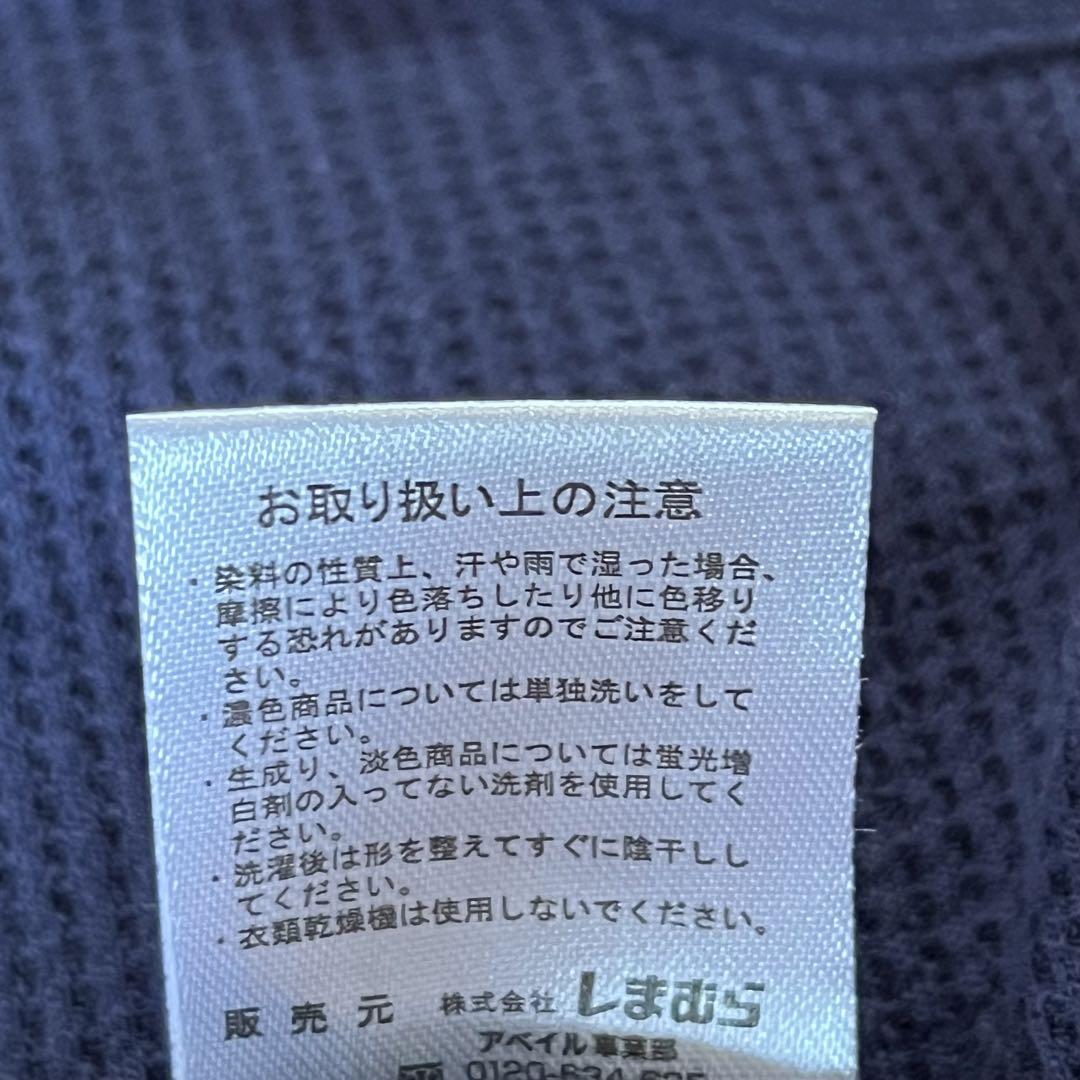 お取り扱い上の注意
・染料の性質上、汗や雨で湿った場合、
摩擦により色落ちしたり他に色移り
する恐れがありますのでご注意くだ
さい。
・濃色商品については単独洗いをして
ください。
・生成り、淡色商品については蛍光増
白剤の入ってない洗剤を使用してく
ださい。
・洗濯後は形を整えてすぐに陰干しし
てください。
・衣類乾燥機は使用しないでください。
販売元 株式会社 しまむら
アベイル事業部
0120-634-